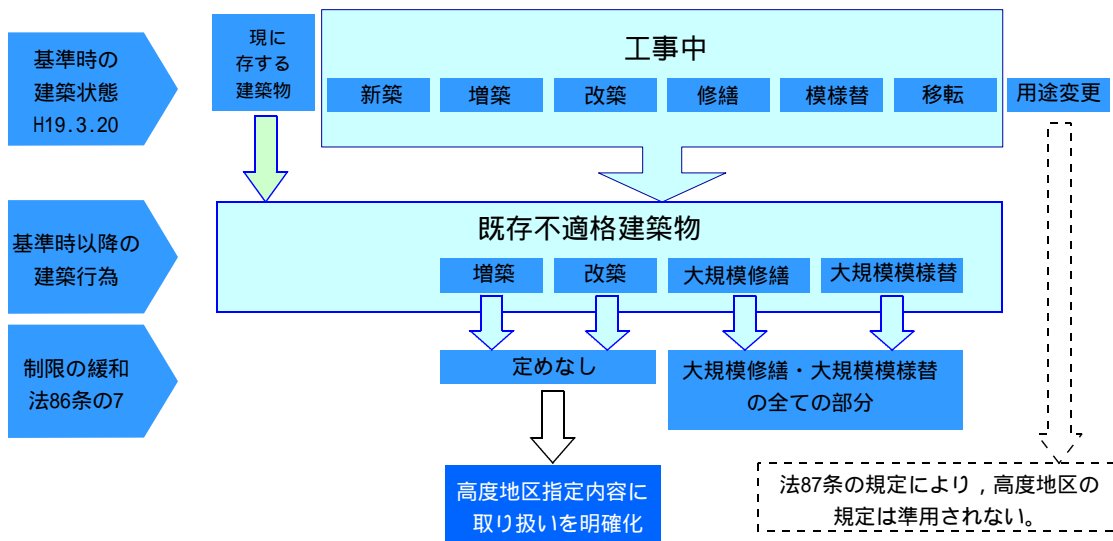 基準時の
建築状態
H19.3.20
現に
存する
建築物
工事中
新築
増築
改築
修繕
模様替
移転
用途変更
基準時以降の
建築行為
既存不適格建築物
増築
改築
大規模修繕
大規模模様替
制限の緩和
法86条の7
定めなし
大規模修繕・大規模模様替
の全ての部分
高度地区指定内容に
取り扱いを明確化
法87条の規定により，高度地区の
規定は準用されない。